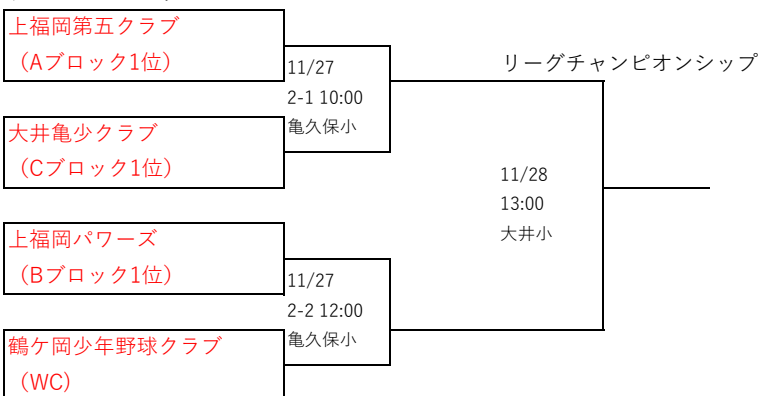 上福岡第五クラブ
（Aブロック1位）
11/27
2-1 10:00
亀久保小
リーグチャンピオンシップ
大井亀少クラブ
（Cブロック1位）
11/28
13:00
大井小
上福岡パワーズ
（Bブロック1位）
11/27
2-2 12:00
亀久保小
鶴ケ岡少年野球クラブ
（WC）